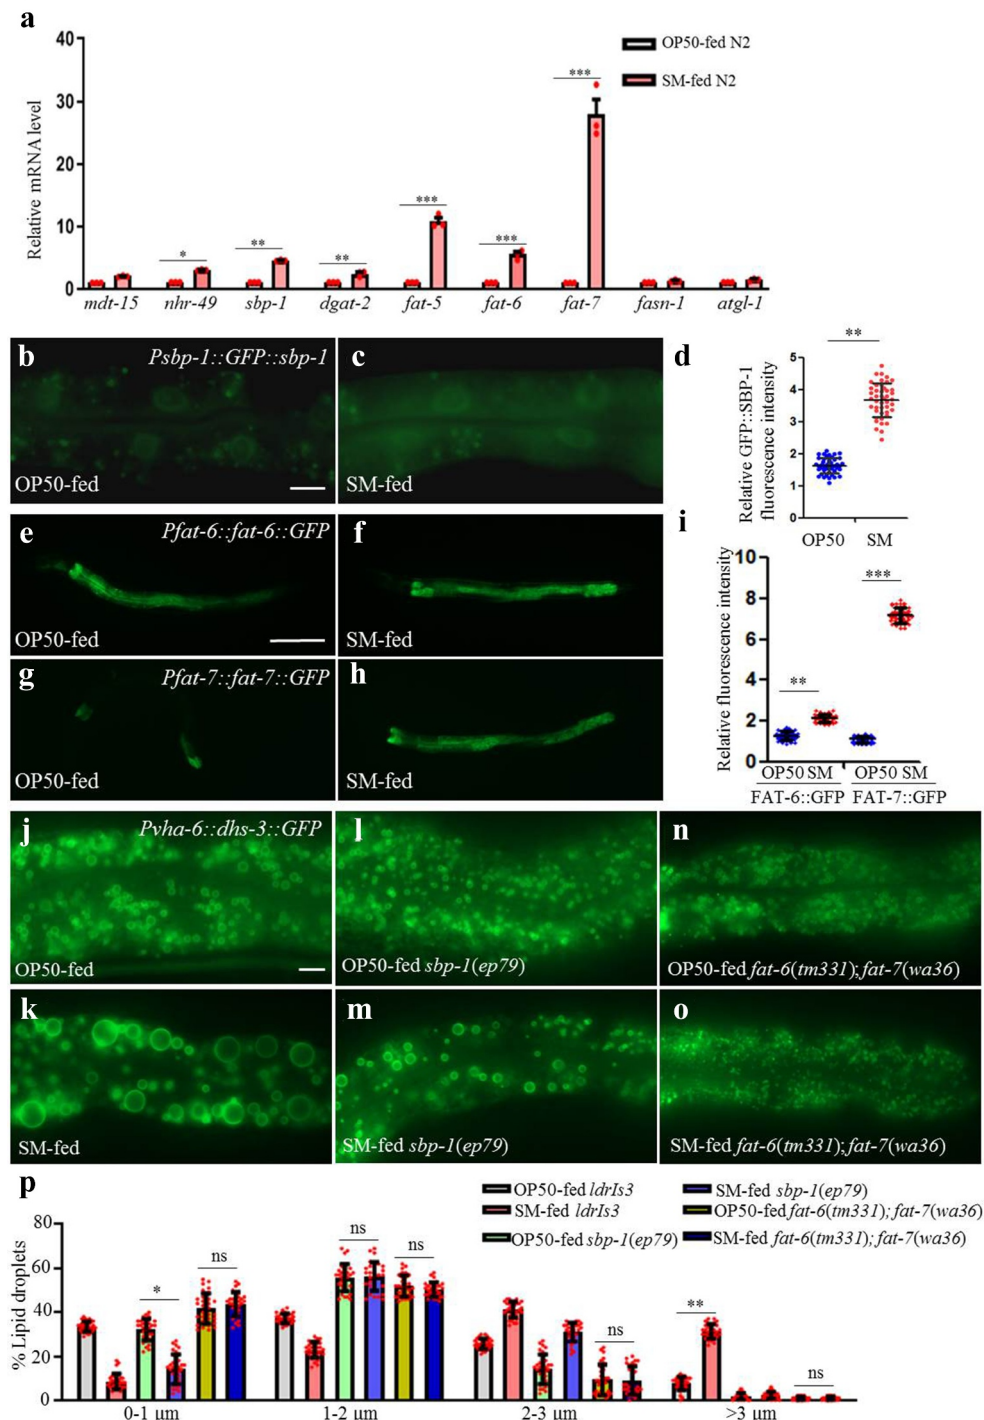 a
40
30
20
10
0
Relative mRNA level
OP50-fed N2
SM-fed N2
*
**
**
***
***
***
mdt-15 nhr-49 sbp-1 dgat-2 fat-5 fat-6 fat-7 fasn-1 atgl-1
b Psbp-1::GFP::sbp-1
OP50-fed
c
SM-fed
d
Relative GFP::SBP-1
fluorescence intensity
5
4
3
2
1
0
**
OP50 SM
e Pfat-6::fat-6::GFP
OP50-fed
f
SM-fed
g Pfat-7::fat-7::GFP
OP50-fed
h
SM-fed
i
Relative fluorescence intensity
10
8
6
4
2
0
**
***
OP50 SM OP50 SM
FAT-6::GFP FAT-7::GFP
j Pvha-6::dhs-3::GFP
OP50-fed
l
OP50-fed sbp-1(ep79)
n
OP50-fed fat-6(tm331);fat-7(wa36)
k
SM-fed
m
SM-fed sbp-1(ep79)
o
SM-fed fat-6(tm331);fat-7(wa36)
p
OP50-fed ldrIs3
SM-fed ldrIs3
OP50-fed sbp-1(ep79)
SM-fed sbp-1(ep79)
OP50-fed fat-6(tm331);fat-7(wa36)
SM-fed fat-6(tm331);fat-7(wa36)
% Lipid droplets
80
60
40
20
0
*
ns
ns
ns
ns
**
ns
0-1 μm 1-2 μm 2-3 μm >3 μm